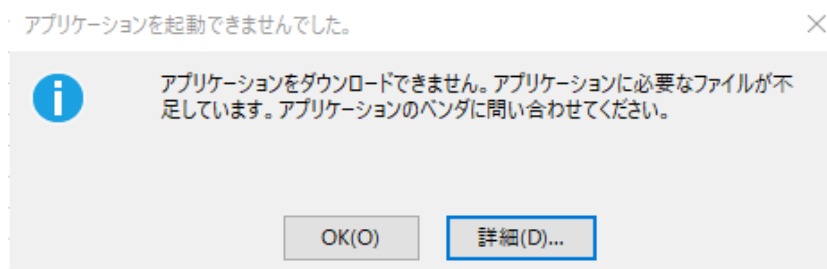 アプリケーションを起動できませんでした。
アプリケーションをダウンロードできません。アプリケーションに必要なファイルが不
足しています。アプリケーションのベンダに問い合わせてください。
OK(O)
詳細(D)...